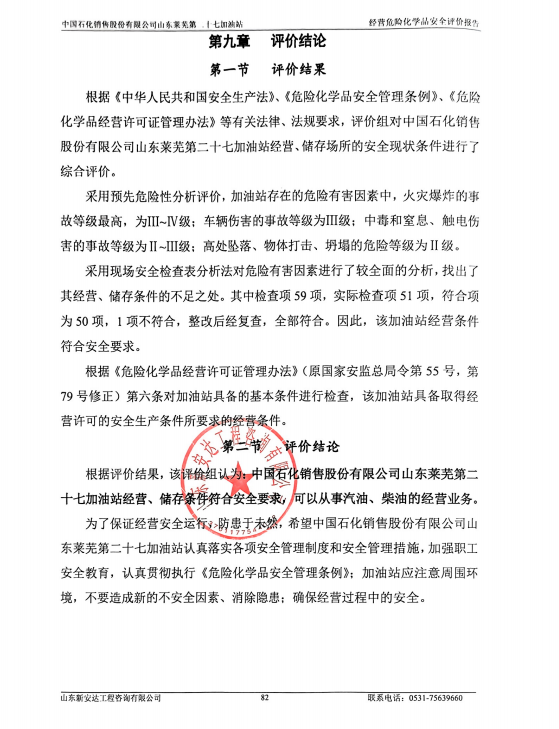 中国石化销售股份有限公司山东莱芜第二十七加油站 经营危险化学品安全评价报告
第九章 评价结论
第一节 评价结果
根据《中华人民共和国安全生产法》、《危险化学品安全管理条例》、《危险
化学品经营许可证管理办法》等有关法律、法规要求，评价组对中国石化销售
股份有限公司山东莱芜第二十七加油站经营、储存场所的安全现状条件进行了
综合评价。
采用预先危险性分析评价，加油站存在的危险有害因素中，火灾爆炸的事
故等级最高，为III~IV级；车辆伤害的事故等级为III级；中毒和窒息、触电伤
害的事故等级为II~III级；高处坠落、物体打击、坍塌的危险等级为II级。
采用现场安全检查表分析法对危险有害因素进行了较全面的分析，找出了
其经营、储存条件的不足之处。其中检查项 59 项，实际检查项 51 项，符合项
为 50 项，1 项不符合，整改后经复查，全部符合。因此，该加油站经营条件
符合安全要求。
根据《危险化学品经营许可证管理办法》（原国家安监总局令第 55 号，第
79 号修正）第六条对加油站具备的基本条件进行检查，该加油站具备取得经
营许可的安全生产条件所要求的经营条件。
第二节 评价结论
根据评价结果，该评价组认为：中国石化销售股份有限公司山东莱芜第二
十七加油站经营、储存条件符合安全要求，可以从事汽油、柴油的经营业务。
为了保证经营安全运行，防患于未然，希望中国石化销售股份有限公司山
东莱芜第二十七加油站认真落实各项安全管理制度和安全管理措施，加强职工
安全教育，认真贯彻执行《危险化学品安全管理条例》；加油站应注意周围环
境，不要造成新的不安全因素、消除隐患；确保经营过程中的安全。
山东新安达工程咨询有限公司 82 联系电话：0531-75639660